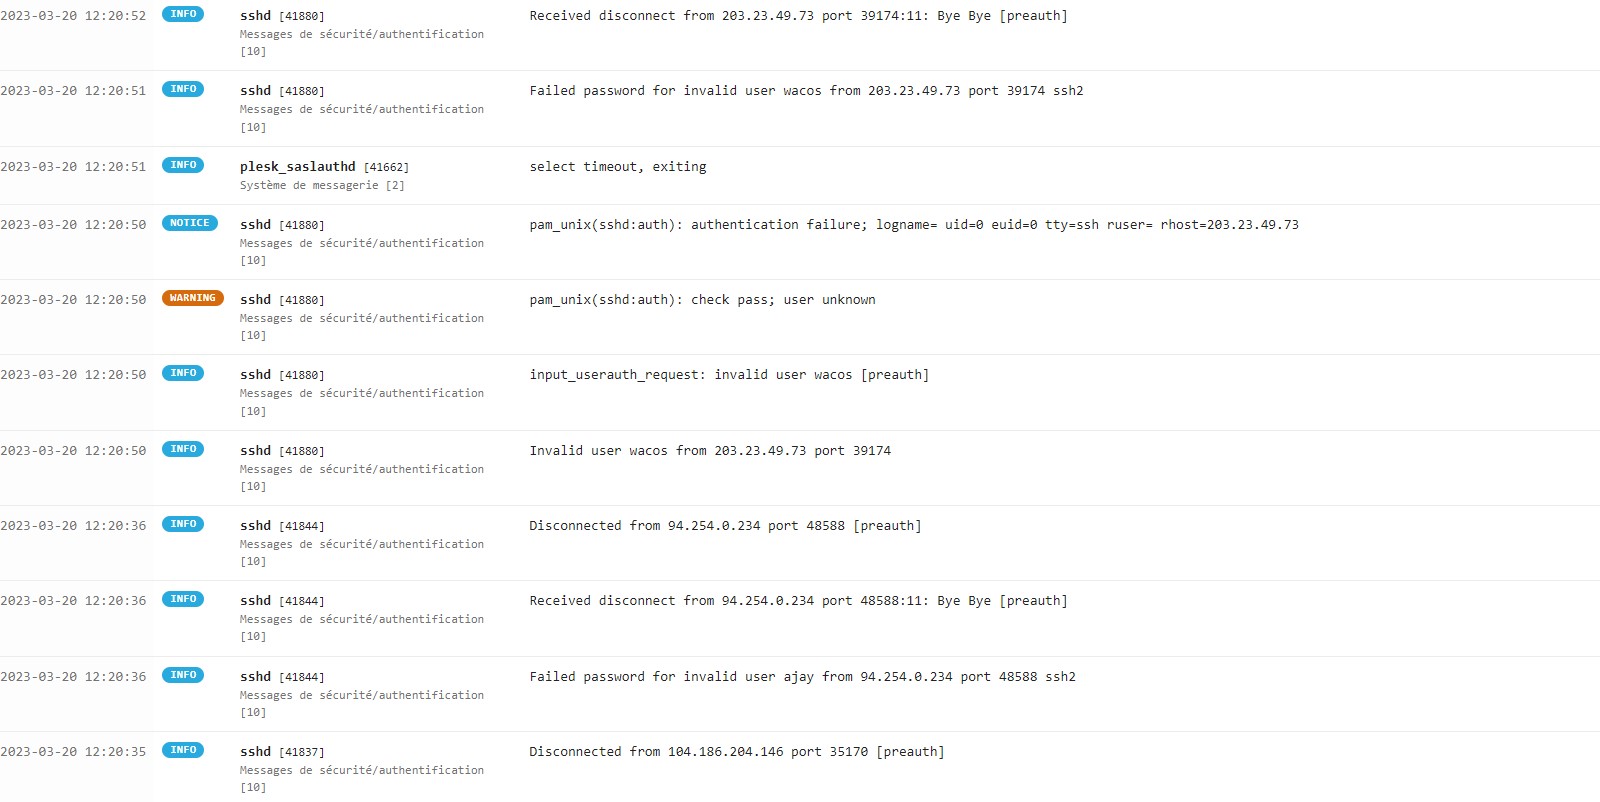 2023-03-20 12:20:52 INFO sshd [41880] Received disconnect from 203.23.49.73 port 39174:11: Bye Bye [preauth]
Messages de sécurité/authentification
[10]
2023-03-20 12:20:51 INFO sshd [41880] Failed password for invalid user wacos from 203.23.49.73 port 39174 ssh2
Messages de sécurité/authentification
[10]
2023-03-20 12:20:51 INFO plesk_saslauthd [41662] select timeout, exiting
Système de messagerie [2]
2023-03-20 12:20:50 NOTICE sshd [41880] pam_unix(sshd:auth): authentication failure; logname= uid=0 euid=0 tty=ssh ruser= rhost=203.23.49.73
Messages de sécurité/authentification
[10]
2023-03-20 12:20:50 WARNING sshd [41880] pam_unix(sshd:auth): check pass; user unknown
Messages de sécurité/authentification
[10]
2023-03-20 12:20:50 INFO sshd [41880] input_userauth_request: invalid user wacos [preauth]
Messages de sécurité/authentification
[10]
2023-03-20 12:20:50 INFO sshd [41880] Invalid user wacos from 203.23.49.73 port 39174
Messages de sécurité/authentification
[10]
2023-03-20 12:20:36 INFO sshd [41844] Disconnected from 94.254.0.234 port 48588 [preauth]
Messages de sécurité/authentification
[10]
2023-03-20 12:20:36 INFO sshd [41844] Received disconnect from 94.254.0.234 port 48588:11: Bye Bye [preauth]
Messages de sécurité/authentification
[10]
2023-03-20 12:20:36 INFO sshd [41844] Failed password for invalid user ajay from 94.254.0.234 port 48588 ssh2
Messages de sécurité/authentification
[10]
2023-03-20 12:20:35 INFO sshd [41837] Disconnected from 104.186.204.146 port 35170 [preauth]
Messages de sécurité/authentification
[10]